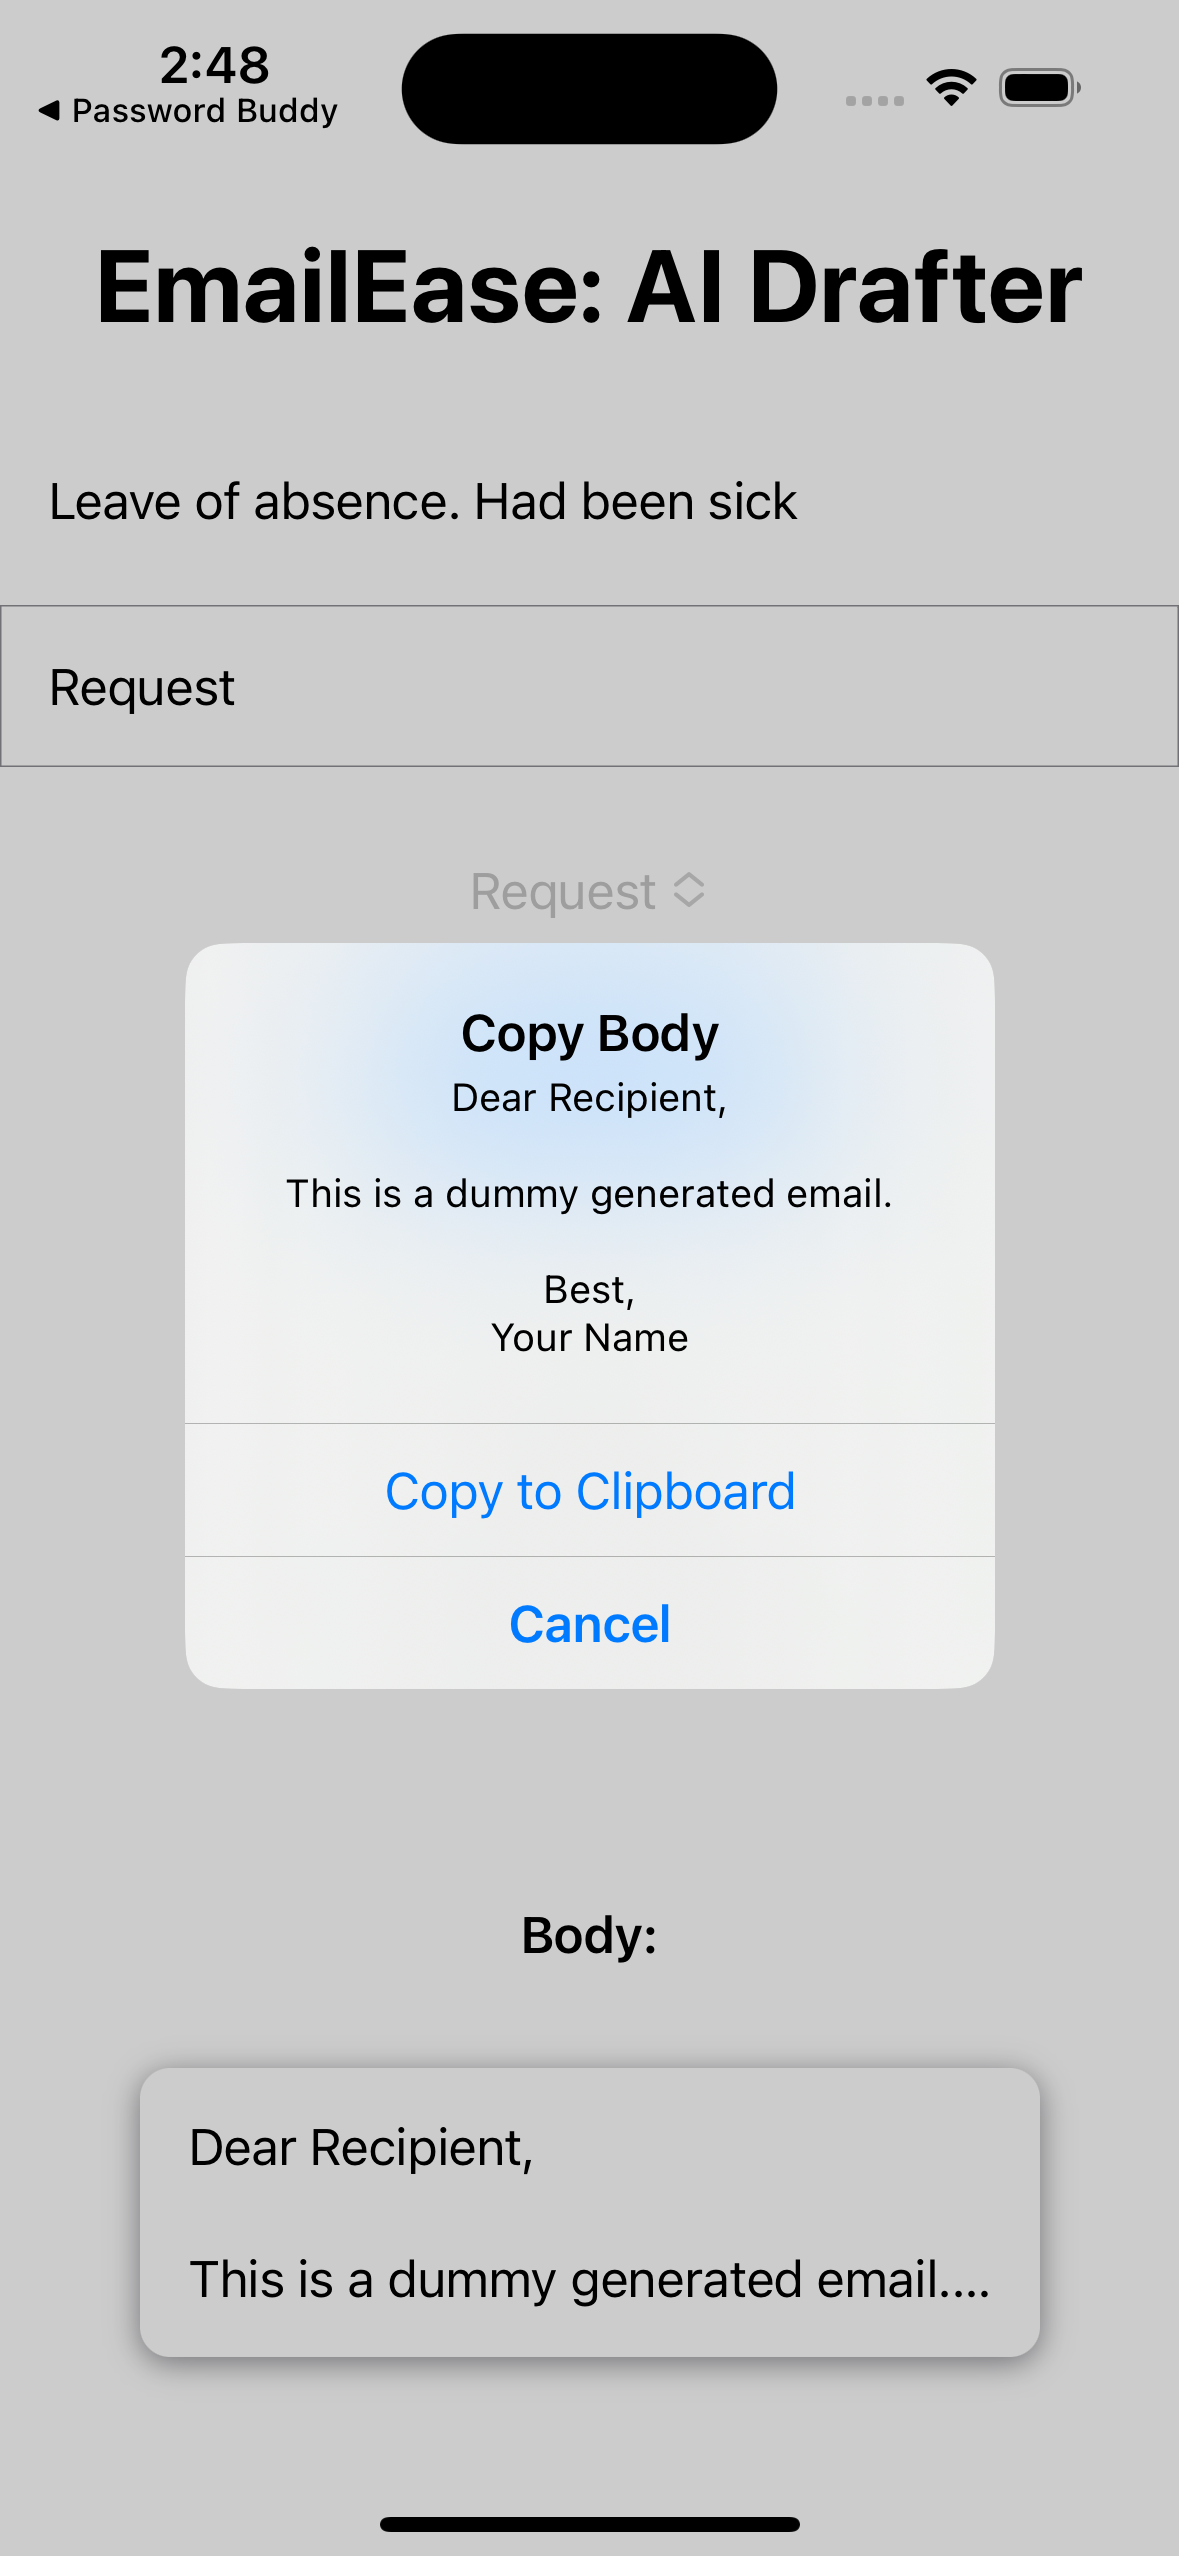 2:48
Password Buddy
EmailEase: AI Drafter
Leave of absence. Had been sick
Request
Request
Copy Body
Dear Recipient,
This is a dummy generated email.
Best,
Your Name
Copy to Clipboard
Cancel
Body:
Dear Recipient,
This is a dummy generated email....